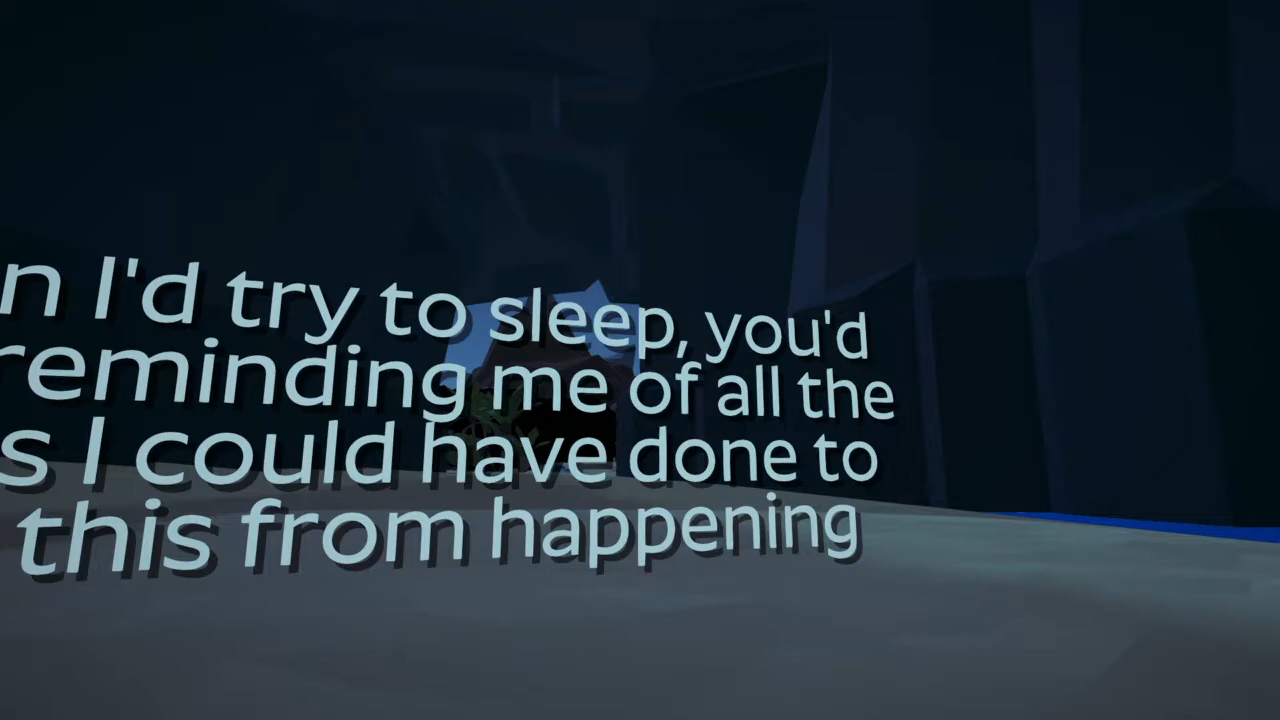 n I'd try to sleep, you'd
reminding me of all the
s I could have done to
this from happening